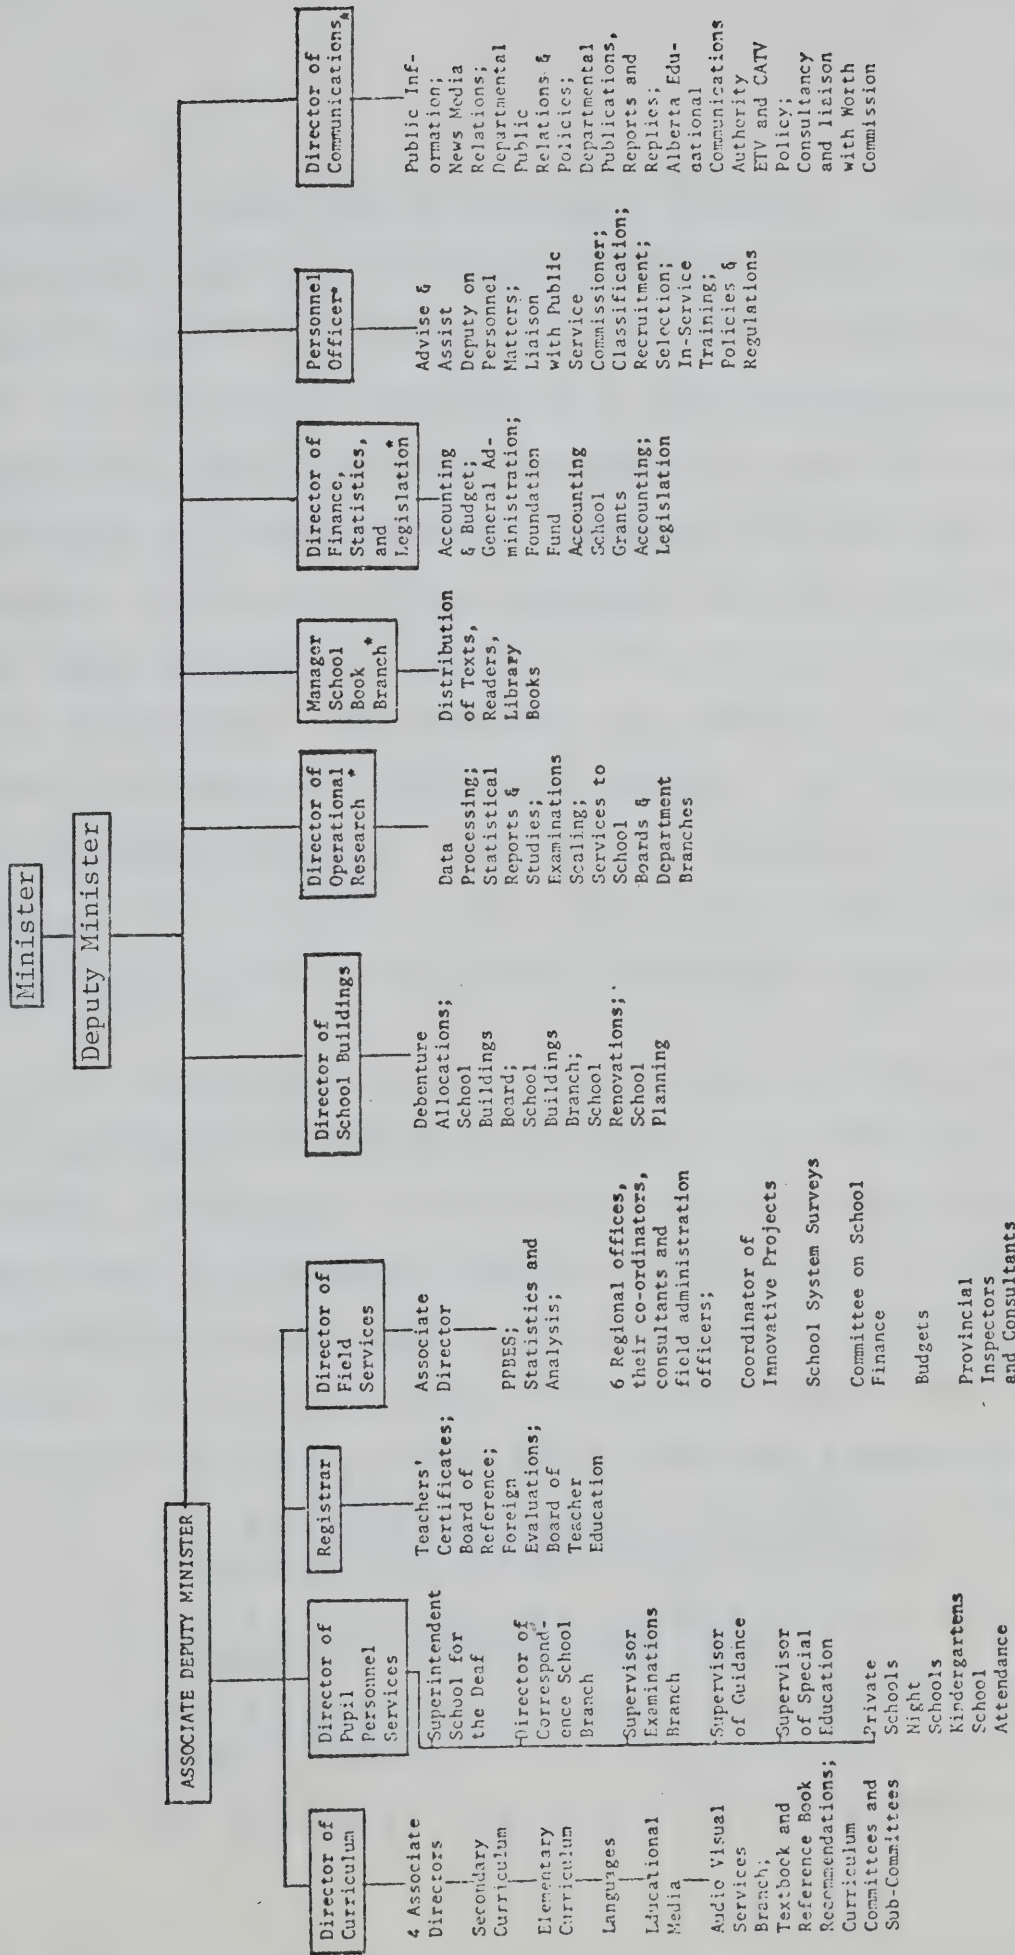 Minister
Deputy Minister
ASSOCIATE DEPUTY MINISTER
Director of
Curriculum
4 Associate
Directors
Secondary
Curriculum
Elementary
Curriculum
Languages
Educational
Media
Audio Visual
Services
Branch;
Textbook and
Reference Book
Recommendations;
Curriculum
Committees and
Sub-Committees
Director of
Pupil
Personnel
Services
Superintendent
School for
the Deaf
Director of
Correspond-
ence School
Branch
Supervisor
Examinations
Branch
Supervisor
of Guidance
Supervisor
of Special
Education
Private
Schools
Night
Schools
Kindergartens
School
Attendance
Registrar
Teachers'
Certificates;
Board of
Reference;
Foreign
Evaluations;
Board of
Teacher
Education
Director of
Field
Services
Associate
Director
PPBES;
Statistics and
Analysis;
6 Regional offices,
their co-ordinators,
consultants and
field administration
officers;
Coordinator of
Innovative Projects
School System Surveys
Committee on School
Finance
Budgets
Provincial
Inspectors
and Consultants
Director of
School Buildings
Debenture
Allocations;
School
Buildings
Board;
School
Buildings
Branch;
School
Renovations;
School
Planning
Director of
Operational
Research *
Data
Processing;
Statistical
Reports &
Studies;
Examinations
Scaling;
Services to
School
Boards &
Department
Branches
Manager
School
Book
Branch *
Distribution
of Texts,
Readers,
Library
Books
Director of
Finance,
Statistics,
and
Legislation *
Accounting
& Budget;
General Ad-
ministration;
Foundation
Fund
Accounting
School
Grants
Accounting;
Legislation
Personnel
Officer*
Advise &
Assist
Deputy on
Personnel
Matters;
Liaison
with Public
Service
Commissioner;
Classification;
Recruitment;
Selection;
In-Service
Training;
Policies &
Regulations
Director of
Communications*
Public Inf-
ormation;
News Media
Relations;
Departmental
Public
Relations &
Policies;
Departmental
Publications,
Reports and
Replies;
Alberta Edu-
cational
Communications
Authority
ETV and CATV
Policy;
Consultancy
and liaison
with Worth
Commission